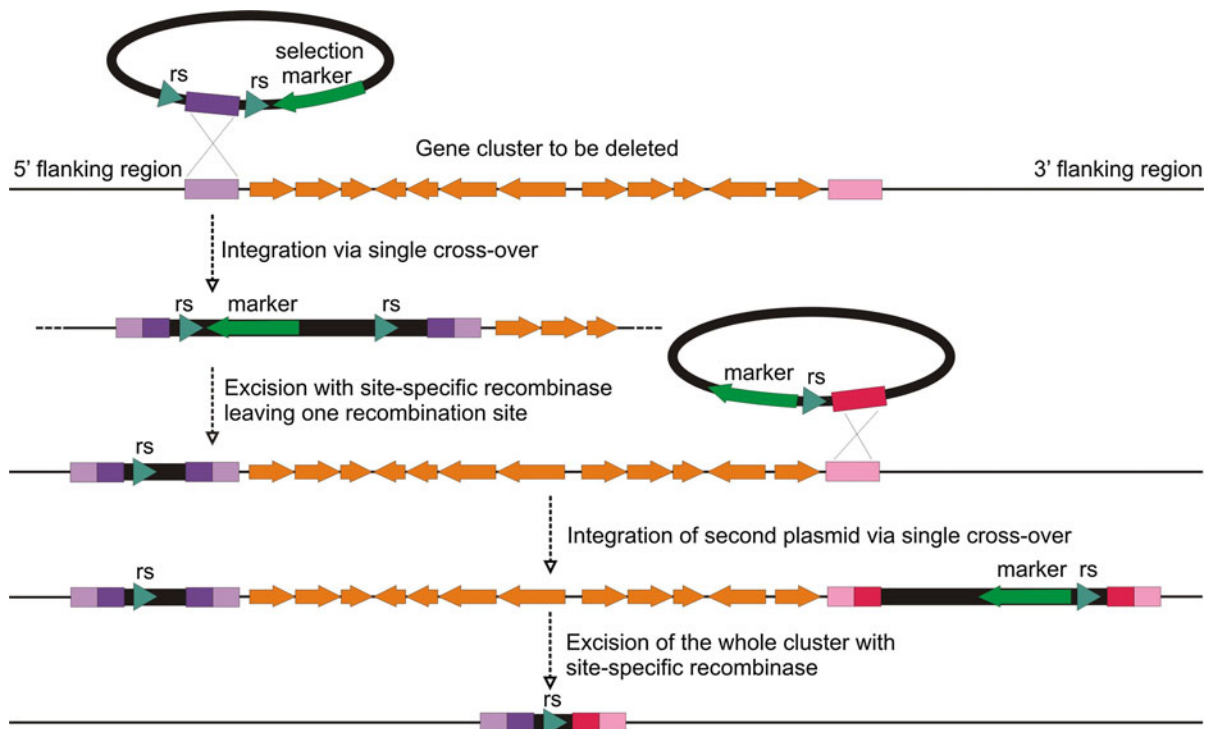 selection
marker
rs
rs
Gene cluster to be deleted
5' flanking region
3' flanking region
Integration via single cross-over
rs
marker
rs
Excision with site-specific recombinase
leaving one recombination site
marker
rs
rs
Integration of second plasmid via single cross-over
rs
marker
rs
Excision of the whole cluster with
site-specific recombinase
rs